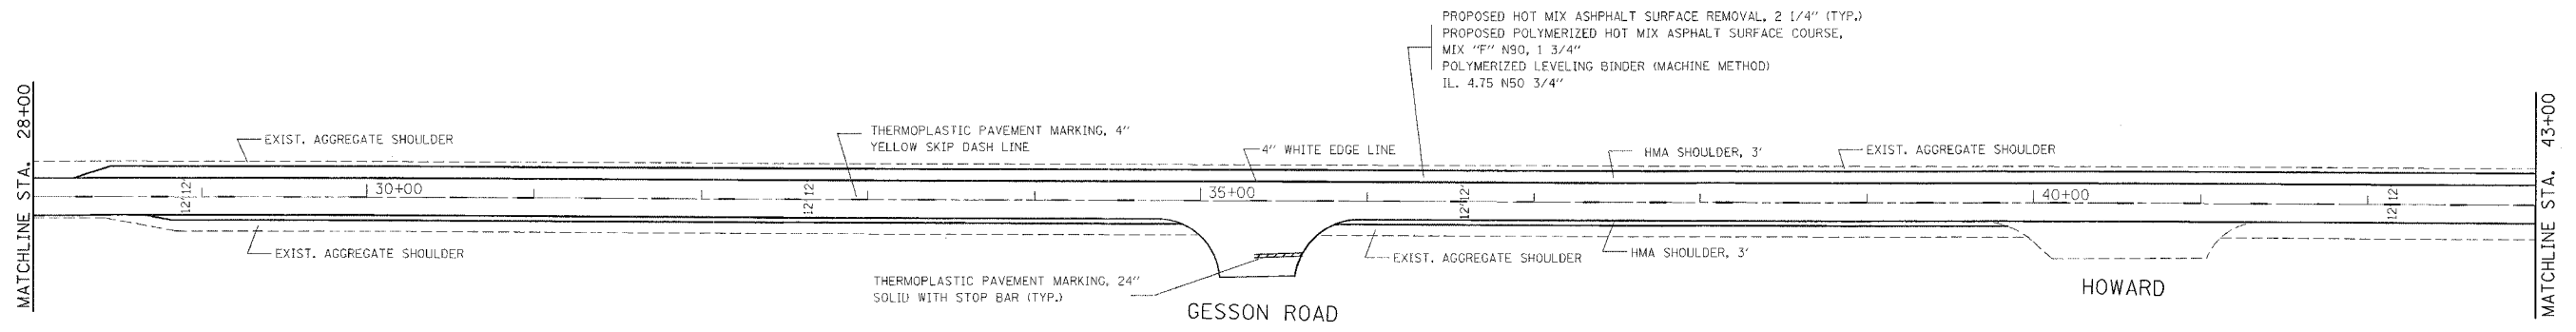 PROPOSED HOT MIX ASHPHALT SURFACE REMOVAL, 2 1/4" (TYP.)
PROPOSED POLYMERIZED HOT MIX ASPHALT SURFACE COURSE,
MIX "F" N90, 1 3/4"
POLYMERIZED LEVELING BINDER (MACHINE METHOD)
IL. 4.75 N50 3/4"
MATCHLINE STA. 28+00
EXIST. AGGREGATE SHOULDER
THERMOPLASTIC PAVEMENT MARKING, 4"
YELLOW SKIP DASH LINE
4" WHITE EDGE LINE
HMA SHOULDER, 3'
EXIST. AGGREGATE SHOULDER
MATCHLINE STA. 43+00
12' 12'
30+00
12' 12'
35+00
12' 12'
40+00
12' 12'
EXIST. AGGREGATE SHOULDER
THERMOPLASTIC PAVEMENT MARKING, 24"
SOLID WITH STOP BAR (TYP.)
EXIST. AGGREGATE SHOULDER
HMA SHOULDER, 3'
GESSON ROAD
HOWARD